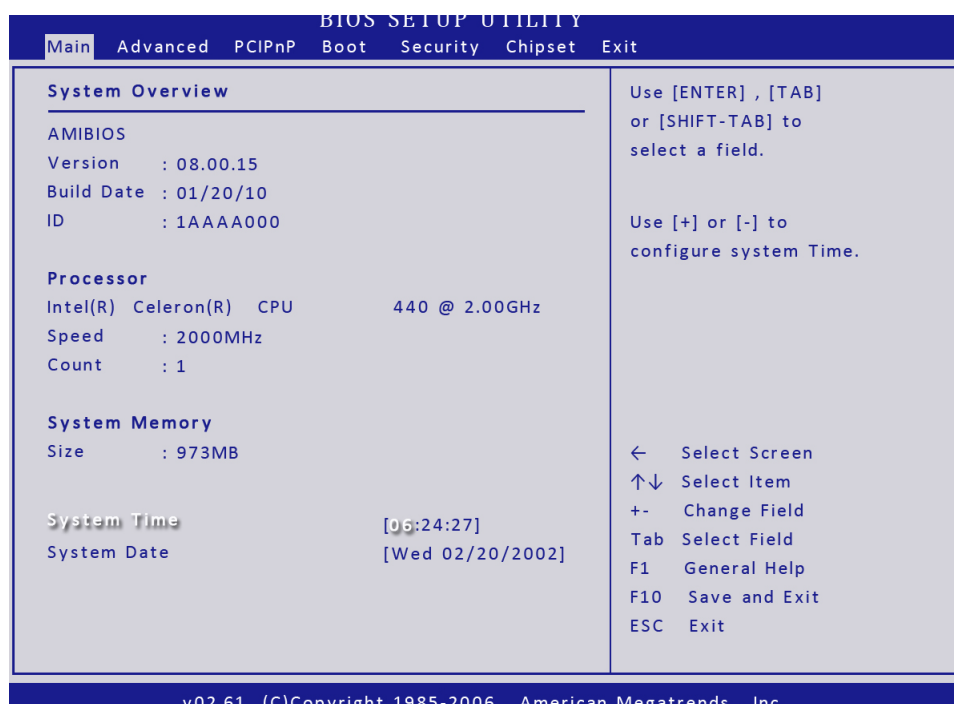 BIOS SETUP UTILITY
Main Advanced PCIPnP Boot Security Chipset Exit
System Overview
AMIBIOS
Version : 08.00.15
Build Date : 01/20/10
ID : 1AAAA000
Processor
Intel(R) Celeron(R) CPU 440 @ 2.00GHz
Speed : 2000MHz
Count : 1
System Memory
Size : 973MB
System Time [06:24:27]
System Date [Wed 02/20/2002]
Use [ENTER] , [TAB]
or [SHIFT-TAB] to
select a field.
Use [+] or [-] to
configure system Time.
← Select Screen
↑↓ Select Item
+- Change Field
Tab Select Field
F1 General Help
F10 Save and Exit
ESC Exit
v02.61 (C)Copyright 1985-2006, American Megatrends, Inc.